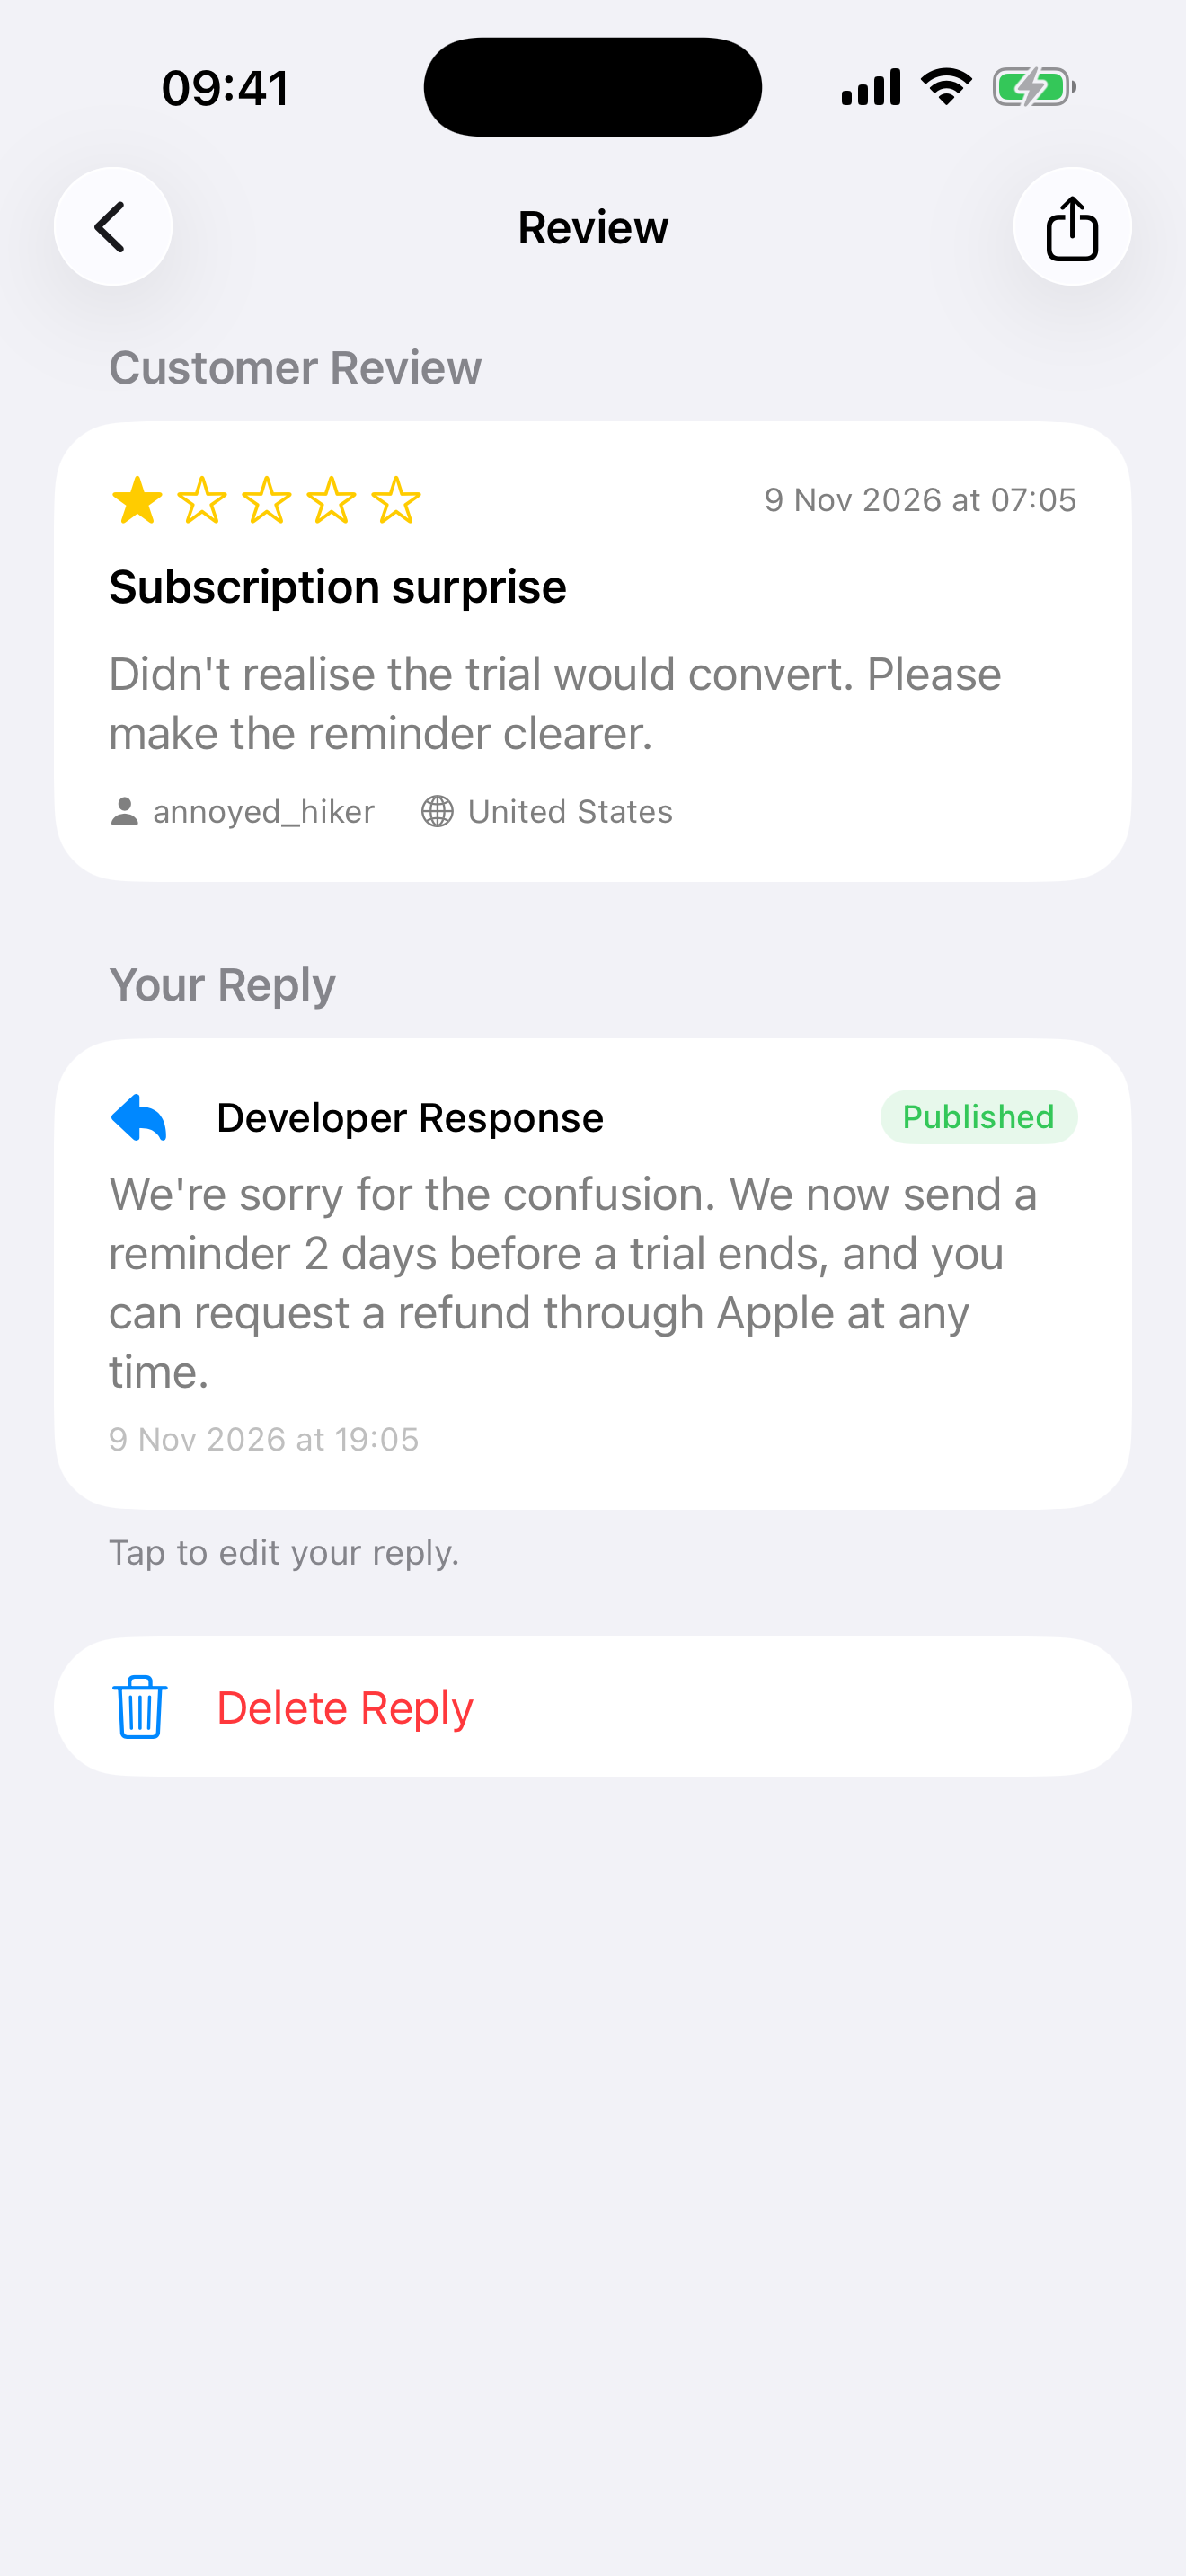 09:41
Review
Customer Review
9 Nov 2026 at 07:05
Subscription surprise
Didn't realise the trial would convert. Please
make the reminder clearer.
annoyed_hiker United States
Your Reply
Developer Response Published
We're sorry for the confusion. We now send a
reminder 2 days before a trial ends, and you
can request a refund through Apple at any
time.
9 Nov 2026 at 19:05
Tap to edit your reply.
Delete Reply